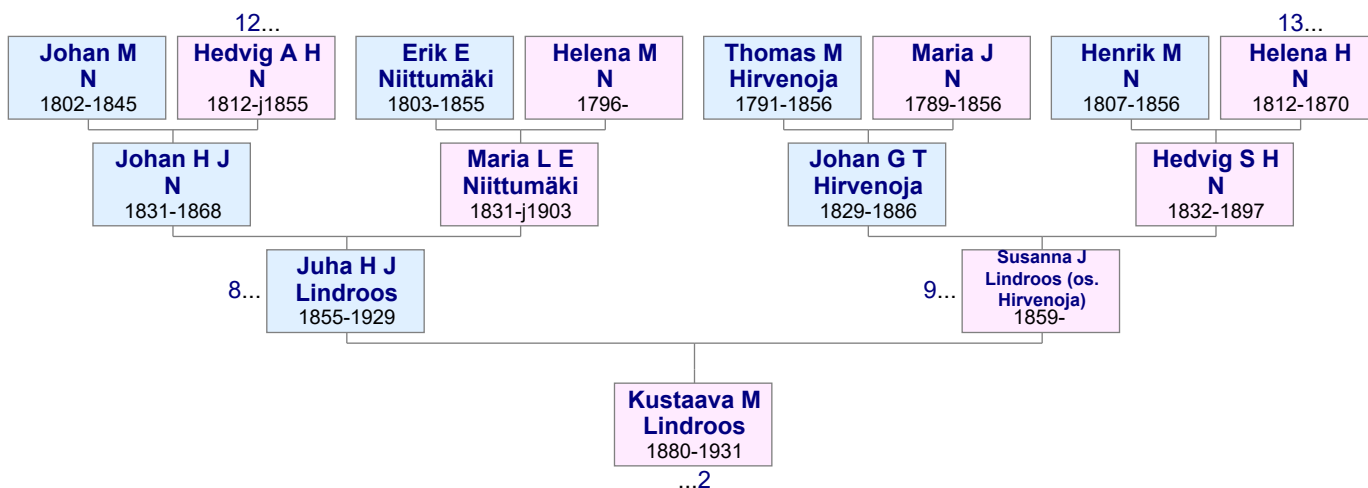 12...
13...
Johan M
N
1802-1845
Hedvig A H
N
1812-j1855
Erik E
Niittumäki
1803-1855
Helena M
N
1796-
Thomas M
Hirvenoja
1791-1856
Maria J
N
1789-1856
Henrik M
N
1807-1856
Helena H
N
1812-1870
Johan H J
N
1831-1868
Maria L E
Niittumäki
1831-j1903
Johan G T
Hirvenoja
1829-1886
Hedvig S H
N
1832-1897
8...
Juha H J
Lindroos
1855-1929
9...
Susanna J
Lindroos (os.
Hirvenoja)
1859-
Kustaava M
Lindroos
1880-1931
...2